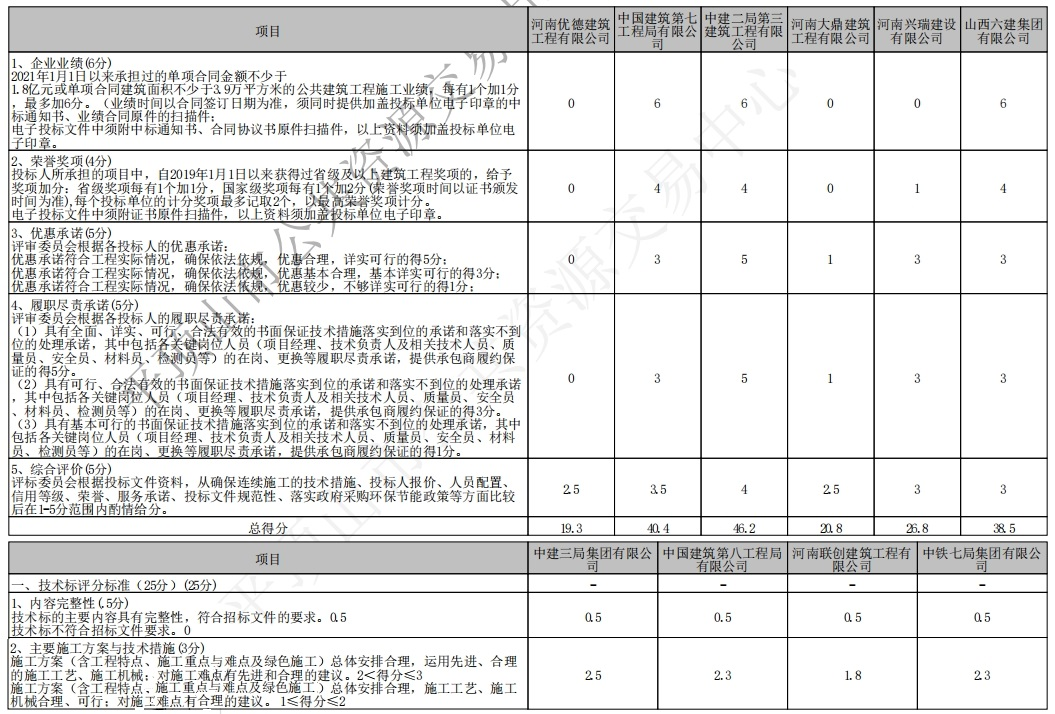 项目
河南优德建筑
工程有限公司
中国建筑第七
工程局有限公
司
中建二局第三
建筑工程有限
公司
河南大鼎建筑
工程有限公司
河南兴瑞建设
有限公司
山西六建集团
有限公司
1、企业业绩(6分)
2021年1月1日以来承担过的单项合同金额不少于
1.8亿元或单项合同建筑面积不少于3.9万平方米的公共建筑工程施工业绩，每有1个加1分
，最多加6分。（业绩时间以合同签订日期为准，须同时提供加盖投标单位电子印章的中
标通知书、业绩合同原件的扫描件；
电子投标文件中须附中标通知书、合同协议书原件扫描件，以上资料须加盖投标单位电
子印章。
0
6
6
0
0
6
2、荣誉奖项(4分)
投标人所承担的项目中，自2019年1月1日以来获得过省级及以上建筑工程奖项的，给予
奖项加分：省级奖项每有1个加1分，国家级奖项每有1个加2分(荣誉奖项时间以证书颁发
时间为准),每个投标单位的计分奖项最多记取2个，以最高荣誉奖项计分。
电子投标文件中须附证书原件扫描件，以上资料须加盖投标单位电子印章。
0
4
4
0
1
4
3、优惠承诺(5分)
评审委员会根据各投标人的优惠承诺：
优惠承诺符合工程实际情况，确保依法依规，优惠合理，详实可行的得5分；
优惠承诺符合工程实际情况，确保依法依规，优惠基本合理，基本详实可行的得3分；
优惠承诺符合工程实际情况，确保依法依规，优惠较少，不够详实可行的得1分；
0
3
5
1
3
3
4、履职尽责承诺(5分)
评审委员会根据各投标人的履职尽责承诺：
（1）具有全面、详实、可行、合法有效的书面保证技术措施落实到位的承诺和落实不到
位的处理承诺，其中包括各关键岗位人员（项目经理、技术负责人及相关技术人员、质
量员、安全员、材料员、检测员等）的在岗、更换等履职尽责承诺，提供承包商履约保
证的得5分。
（2）具有可行、合法有效的书面保证技术措施落实到位的承诺和落实不到位的处理承诺
，其中包括各关键岗位人员（项目经理、技术负责人及相关技术人员、质量员、安全员
、材料员、检测员等）的在岗、更换等履职尽责承诺，提供承包商履约保证的得3分。
（3）具有基本可行的书面保证技术措施落实到位的承诺和落实不到位的处理承诺，其中
包括各关键岗位人员（项目经理、技术负责人及相关技术人员、质量员、安全员、材料
员、检测员等）的在岗、更换等履职尽责承诺，提供承包商履约保证的得1分。
0
3
5
1
3
3
5、综合评价(5分)
评标委员会根据投标文件资料，从确保连续施工的技术措施、投标人报价、人员配置、
信用等级、荣誉、服务承诺、投标文件规范性、落实政府采购环保节能政策等方面比较
后在1-5分范围内酌情给分。
2.5
3.5
4
2.5
3
3
总得分
19.3
40.4
46.2
20.8
26.8
38.5
项目
中建三局集团有限公
司
中国建筑第八工程局
有限公司
河南联创建筑工程有
限公司
中铁七局集团有限公
司
一、技术标评分标准（25分）(25分)
-
-
-
-
1、内容完整性(.5分)
技术标的主要内容具有完整性，符合招标文件的要求。0.5
技术标不符合招标文件要求。0
0.5
0.5
0.5
0.5
2、主要施工方案与技术措施(3分)
施工方案（含工程特点、施工重点与难点及绿色施工）总体安排合理，运用先进、合理
的施工工艺、施工机械；对施工难点有先进和合理的建议。2<得分≤3
施工方案（含工程特点、施工重点与难点及绿色施工）总体安排合理，施工工艺、施工
机械合理、可行；对施工难点有合理的建议。1≤得分≤2
2.5
2.3
1.8
2.3
平顶山市公共资源交易中心
平顶山市公共资源交易中心